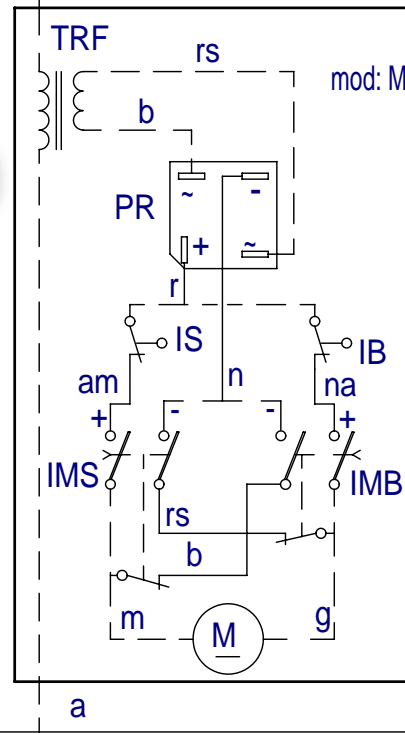 TRF
rs
mod: M
b
~
-
PR
+
~
r
IS
IB
am
n
na
+
-
-
+
IMS
IMB
rs
b
m
M
g
a